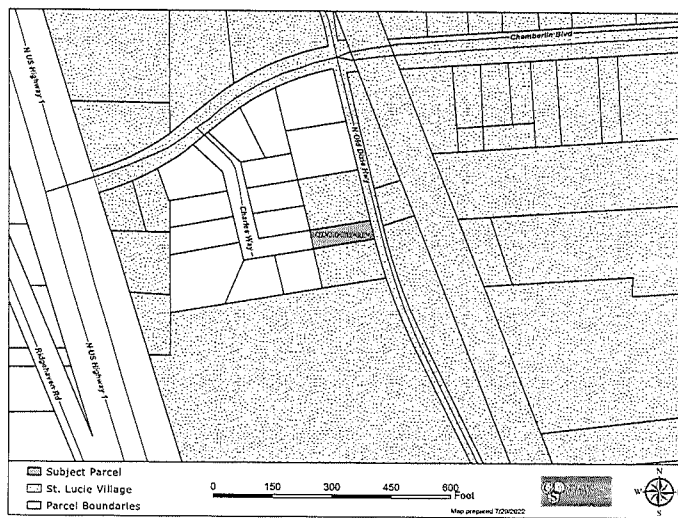 Chamberlin Blvd
N US Highway 1
N Old Dixie Hwy
Charles Way
N US Highway 1
Ridgehaven Rd
Subject Parcel
St. Lucie Village
Parcel Boundaries
0 150 300 450 600
Feet
Map prepared 7/20/2022
N
W
S